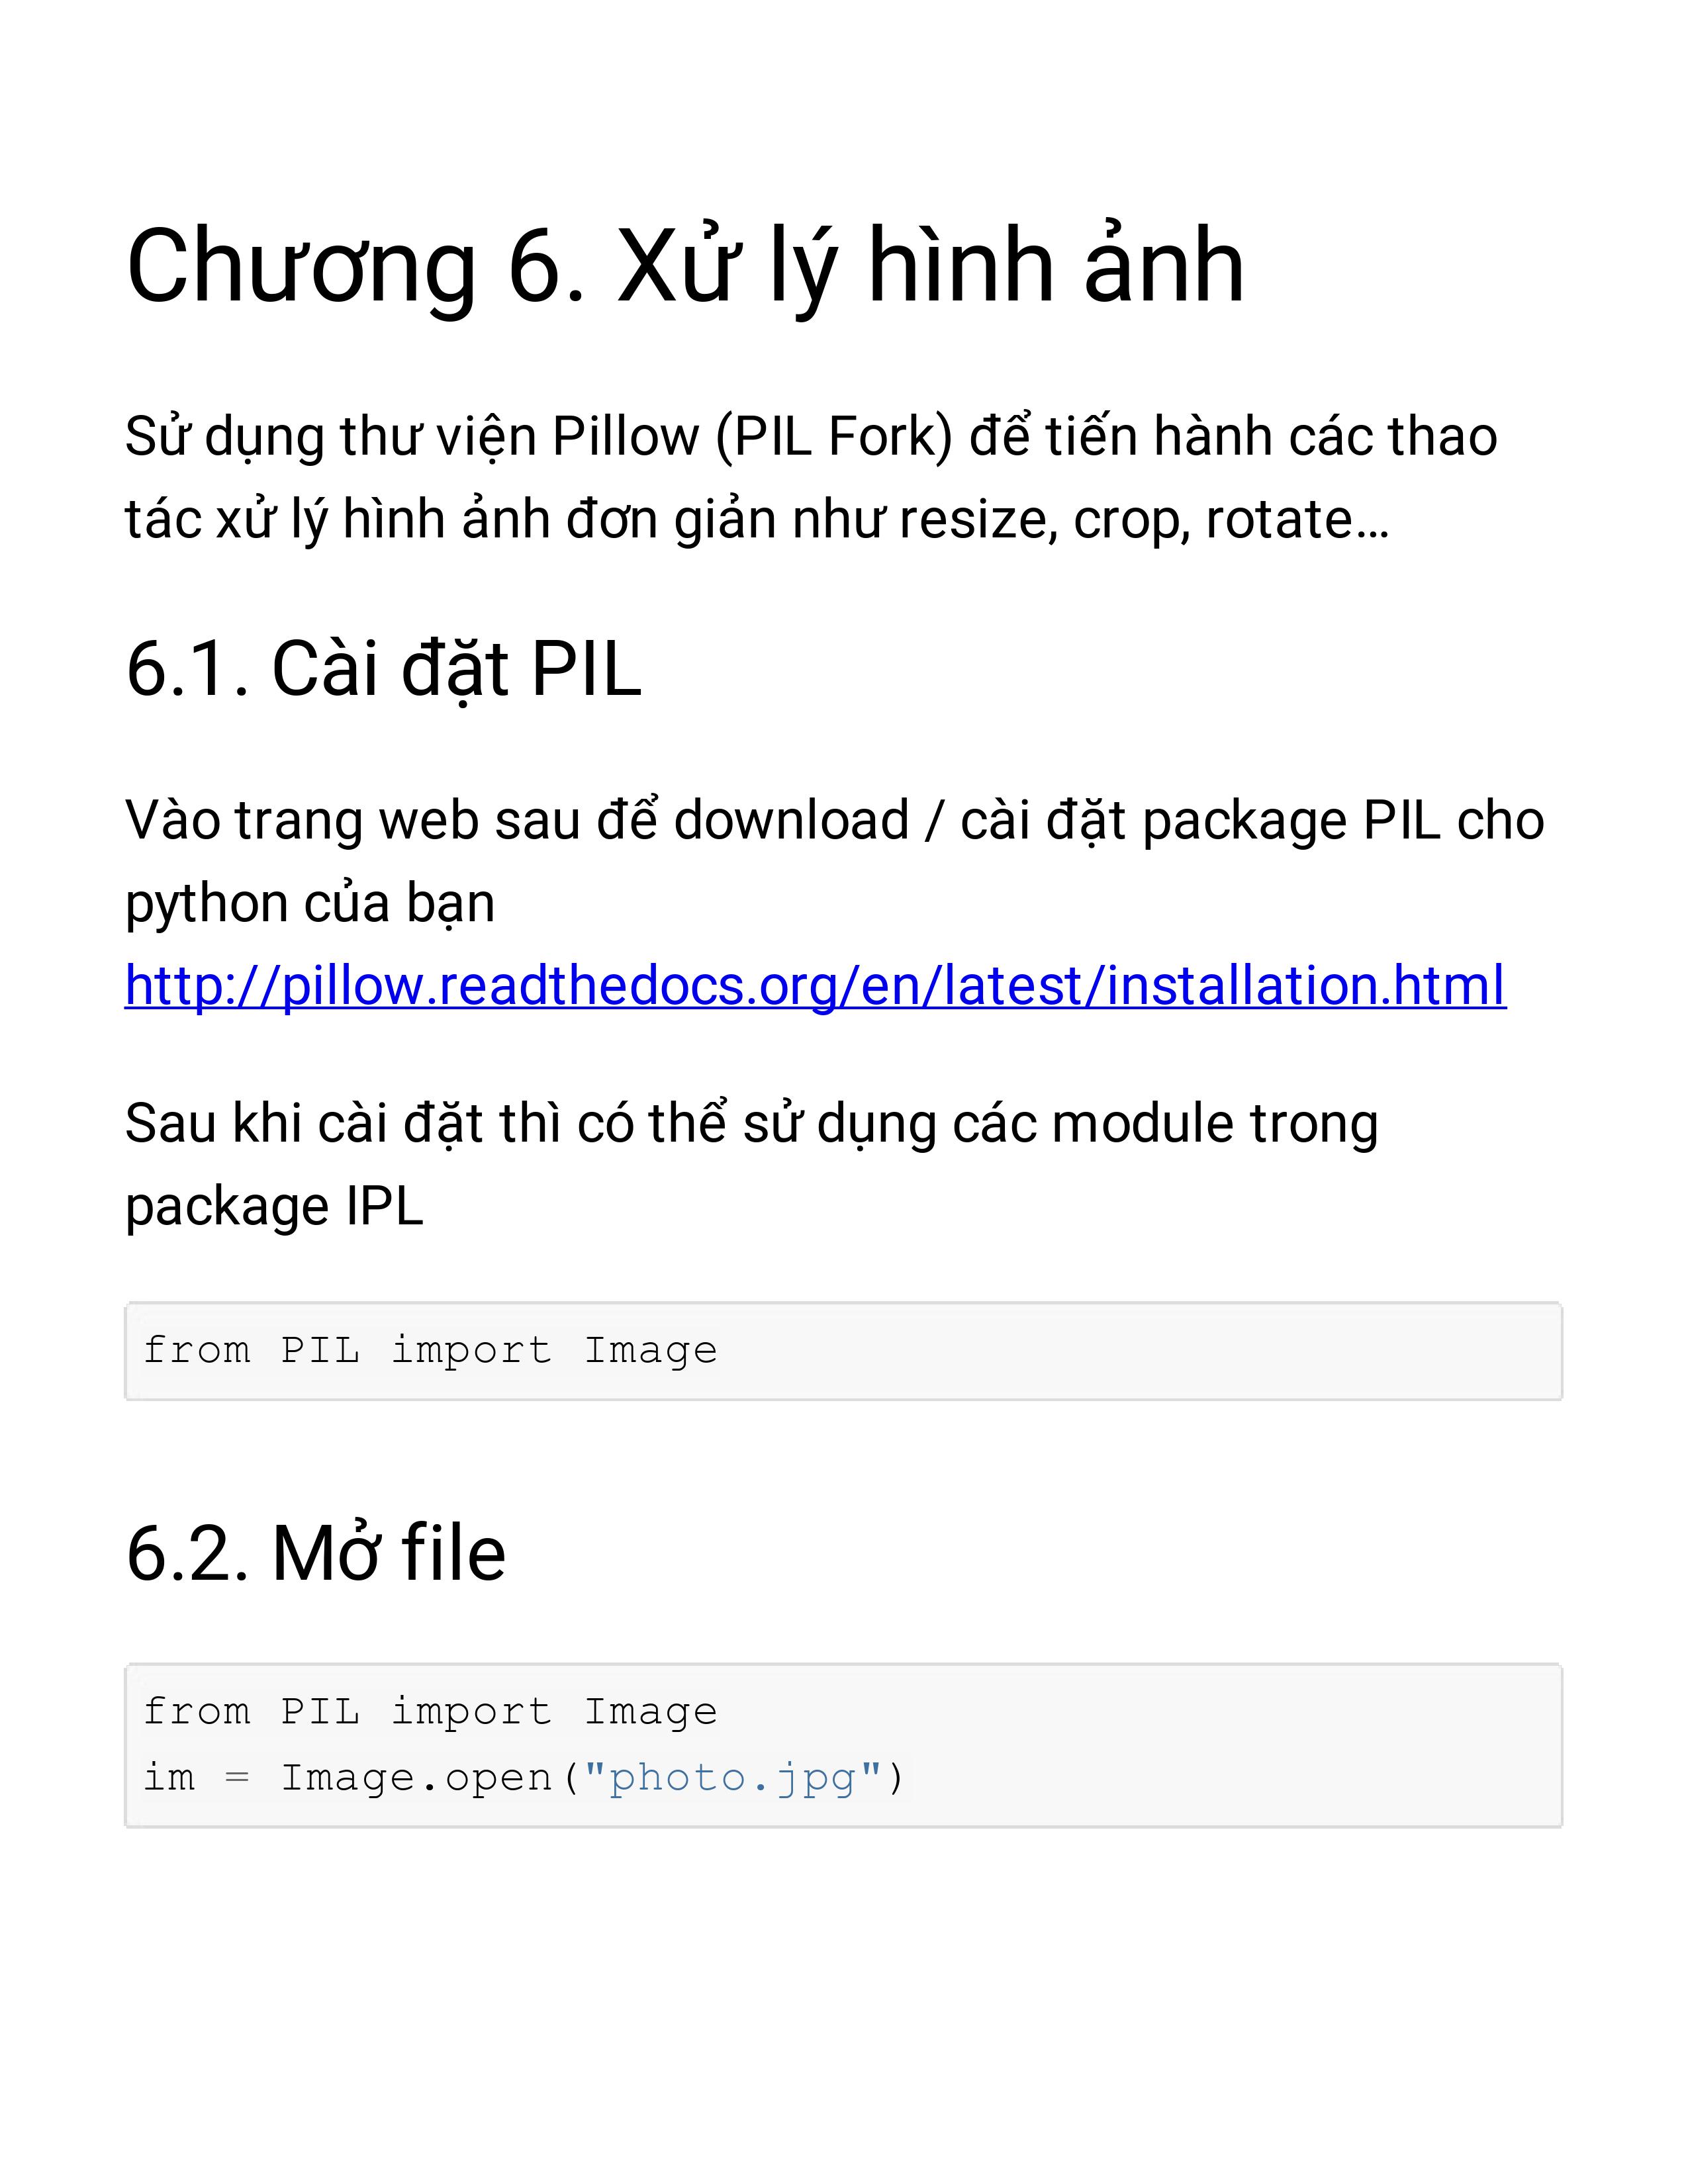 Chương 6. Xử lý hình ảnh
Sử dụng thư viện Pillow (PIL Fork) để tiến hành các thao
tác xử lý hình ảnh đơn giản như resize, crop, rotate…
6.1. Cài đặt PIL
Vào trang web sau để download / cài đặt package PIL cho
python của bạn
http://pillow.readthedocs.org/en/latest/installation.html
Sau khi cài đặt thì có thể sử dụng các module trong
package IPL
from PIL import Image
6.2. Mở file
from PIL import Image
im = Image.open("photo.jpg")